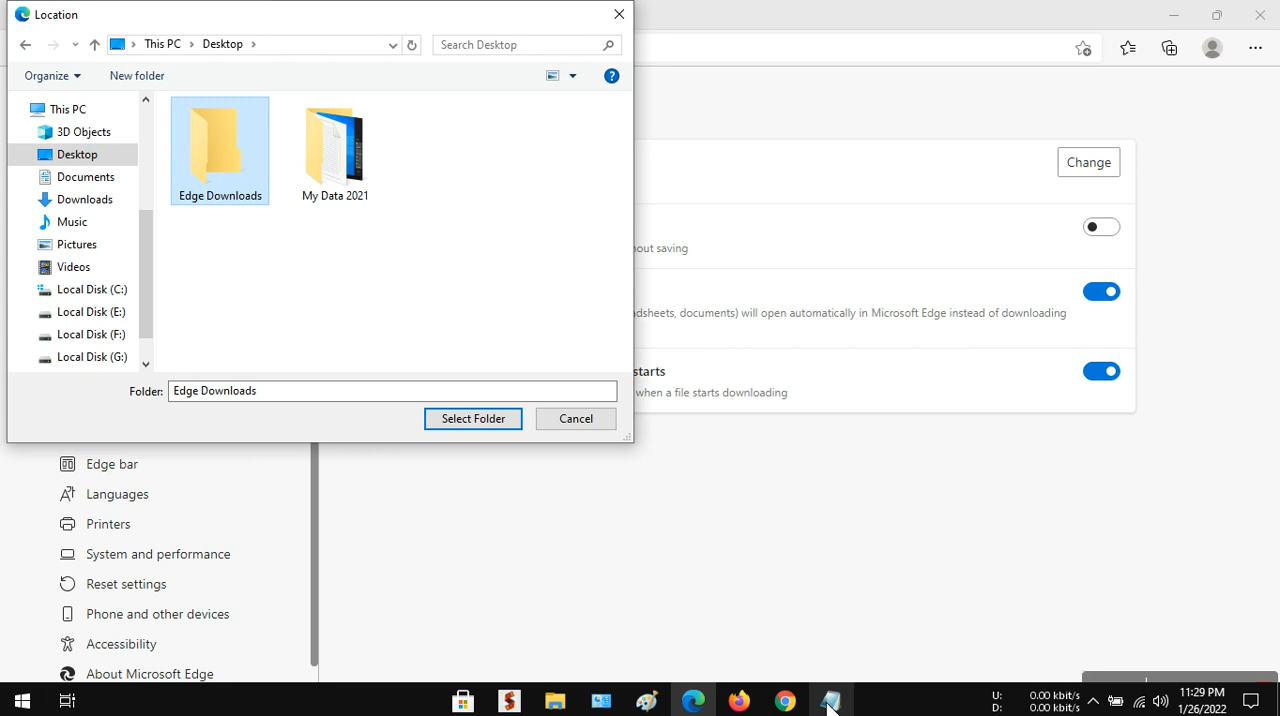 Location
This PC
Desktop
Search Desktop
Organize
New folder
This PC
3D Objects
Desktop
Documents
Downloads
Music
Pictures
Videos
Local Disk (C:)
Local Disk (E:)
Local Disk (F:)
Local Disk (G:)
Edge Downloads
My Data 2021
Folder:
Edge Downloads
Select Folder
Cancel
Change
out saving
dsheets, documents) will open automatically in Microsoft Edge instead of downloading
starts
when a file starts downloading
Edge bar
Languages
Printers
System and performance
Reset settings
Phone and other devices
Accessibility
About Microsoft Edge
U: 0.00 kbit/s
D: 0.00 kbit/s
11:29 PM
1/26/2022